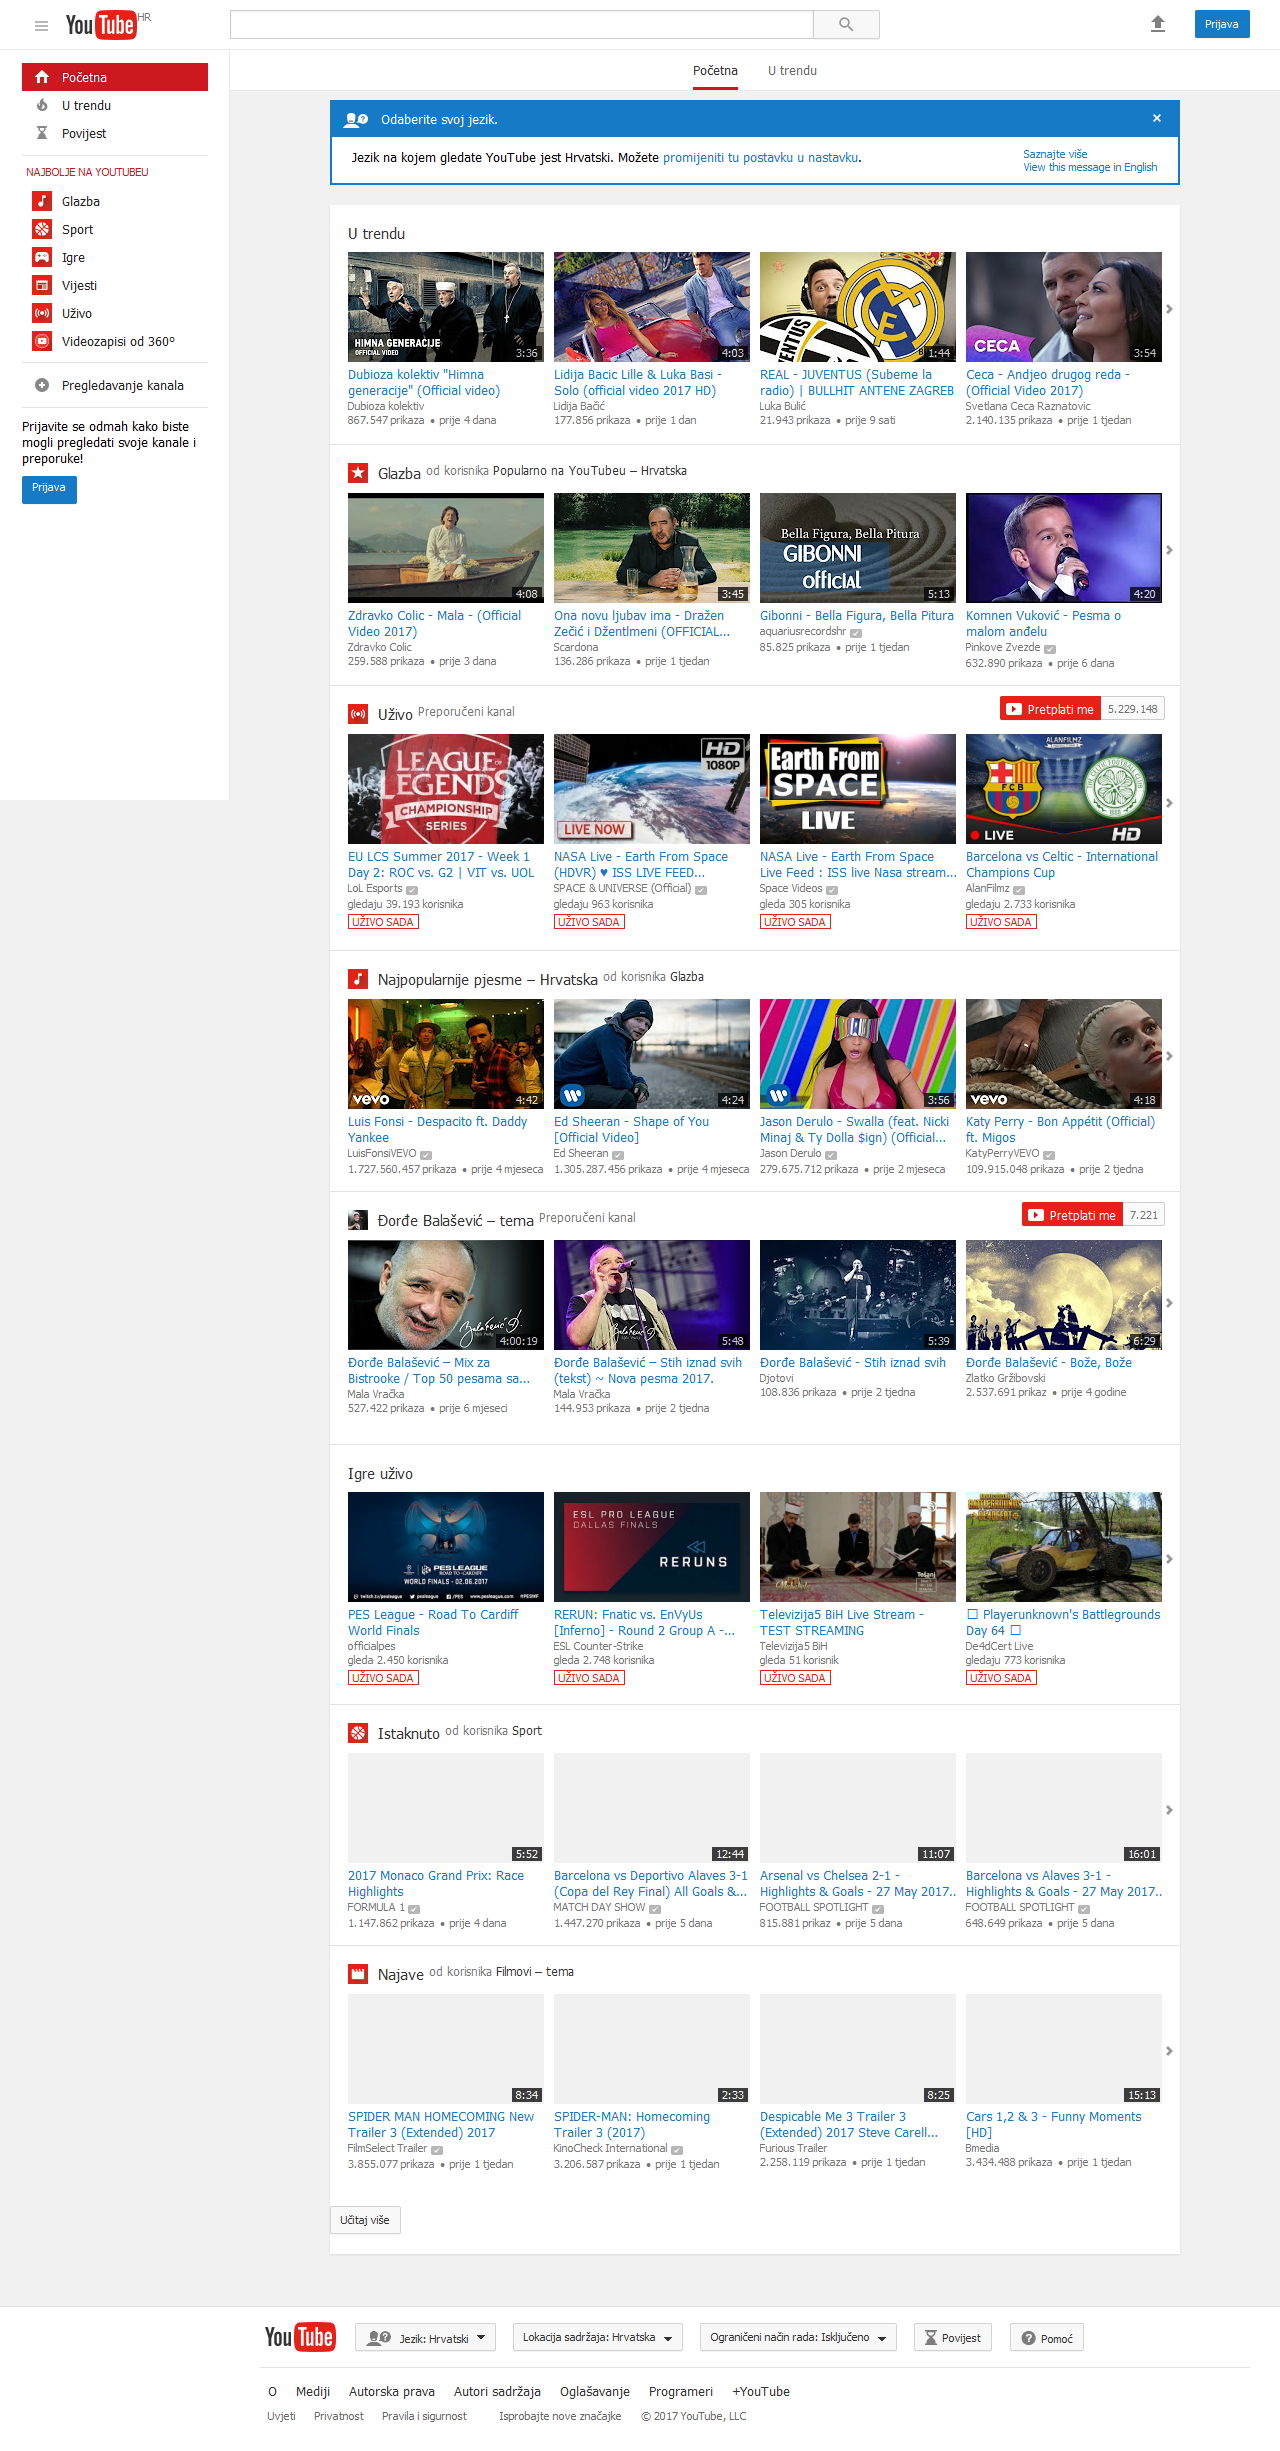 YouTube HR
Prijava
Početna
U trendu
Početna
U trendu
Povijest
NAJBOLJE NA YOUTUBEU
Glazba
Sport
Igre
Vijesti
Uživo
Videozapisi od 360°
Pregledavanje kanala
Prijavite se odmah kako biste
mogli pregledati svoje kanale i
preporuke!
Prijava
Odaberite svoj jezik.
Jezik na kojem gledate YouTube jest Hrvatski. Možete promijeniti tu postavku u nastavku.
Saznajte više
View this message in English
U trendu
HIMNA GENERACIJE
OFFICIAL VIDEO
3:36
4:03
JUVENTUS
1:44
CECA
3:54
Dubioza kolektiv "Himna
generacije" (Official video)
Dubioza kolektiv
867.547 prikaza • prije 4 dana
Lidija Bacic Lille & Luka Basi -
Solo (official video 2017 HD)
Lidija Bačić
177.856 prikaza • prije 1 dan
REAL - JUVENTUS (Subeme la
radio) | BULLHIT ANTENE ZAGREB
Luka Bulić
21.943 prikaza • prije 9 sati
Ceca - Andjeo drugog reda -
(Official Video 2017)
Svetlana Ceca Raznatovic
2.140.135 prikaza • prije 1 tjedan
Glazba od korisnika Popularno na YouTubeu – Hrvatska
4:08
3:45
Bella Figura, Bella Pitura
GIBONNI
official
5:13
4:20
Zdravko Colic - Mala - (Official
Video 2017)
Zdravko Colic
259.588 prikaza • prije 3 dana
Ona novu ljubav ima - Dražen
Zečić i Džentlmeni (OFFICIAL...
Scardona
136.286 prikaza • prije 1 tjedan
Gibonni - Bella Figura, Bella Pitura
aquariusrecordshr
85.825 prikaza • prije 1 tjedan
Komnen Vuković - Pesma o
malom anđelu
Pinkove Zvezde
632.890 prikaza • prije 6 dana
Uživo Preporučeni kanal
Pretplati me 5.229.148
LEAGUE OF
LEGENDS
CHAMPIONSHIP
SERIES
HD
1080P
LIVE NOW
Earth From
SPACE
LIVE
ALANFILMZ
FCB
LIVE
HD
EU LCS Summer 2017 - Week 1
Day 2: ROC vs. G2 | VIT vs. UOL
LoL Esports
gledaju 39.193 korisnika
UŽIVO SADA
NASA Live - Earth From Space
(HDVR) ♥ ISS LIVE FEED...
SPACE & UNIVERSE (Official)
gledaju 963 korisnika
UŽIVO SADA
NASA Live - Earth From Space
Live Feed : ISS live Nasa stream...
Space Videos
gleda 305 korisnika
UŽIVO SADA
Barcelona vs Celtic - International
Champions Cup
AlanFilmz
gledaju 2.733 korisnika
UŽIVO SADA
Najpopularnije pjesme – Hrvatska od korisnika Glazba
vevo
4:42
4:24
3:56
vevo
4:18
Luis Fonsi - Despacito ft. Daddy
Yankee
LuisFonsiVEVO
1.727.560.457 prikaza • prije 4 mjeseca
Ed Sheeran - Shape of You
[Official Video]
Ed Sheeran
1.305.287.456 prikaza • prije 4 mjeseca
Jason Derulo - Swalla (feat. Nicki
Minaj & Ty Dolla $ign) (Official...
Jason Derulo
279.675.712 prikaza • prije 2 mjeseca
Katy Perry - Bon Appétit (Official)
ft. Migos
KatyPerryVEVO
109.915.048 prikaza • prije 2 tjedna
Đorđe Balašević – tema Preporučeni kanal
Pretplati me 7.221
4:00:19
5:48
5:39
6:29
Đorđe Balašević – Mix za
Bistrooke / Top 50 pesama sa...
Mala Vračka
527.422 prikaza • prije 6 mjeseci
Đorđe Balašević – Stih iznad svih
(tekst) ~ Nova pesma 2017.
Mala Vračka
144.953 prikaza • prije 2 tjedna
Đorđe Balašević - Stih iznad svih
Djotovi
108.836 prikaza • prije 2 tjedna
Đorđe Balašević - Bože, Bože
Zlatko Gržibovski
2.537.691 prikaz • prije 4 godine
Igre uživo
PES LEAGUE
ROAD TO CARDIFF
WORLD FINALS - 02.06.2017
ESL PRO LEAGUE
DALLAS FINALS
RERUNS
Tešanj
BATTLEGROUNDS
PES League - Road To Cardiff
World Finals
officialpes
gleda 2.450 korisnika
UŽIVO SADA
RERUN: Fnatic vs. EnVyUs
[Inferno] - Round 2 Group A -...
ESL Counter-Strike
gleda 2.748 korisnika
UŽIVO SADA
Televizija5 BiH Live Stream -
TEST STREAMING
Televizija5 BiH
gleda 51 korisnik
UŽIVO SADA
☐ Playerunknown's Battlegrounds
Day 64 ☐
De4dCert Live
gledaju 773 korisnika
UŽIVO SADA
Istaknuto od korisnika Sport
5:52
12:44
11:07
16:01
2017 Monaco Grand Prix: Race
Highlights
FORMULA 1
1.147.862 prikaza • prije 4 dana
Barcelona vs Deportivo Alaves 3-1
(Copa del Rey Final) All Goals &...
MATCH DAY SHOW
1.447.270 prikaza • prije 5 dana
Arsenal vs Chelsea 2-1 -
Highlights & Goals - 27 May 2017..
FOOTBALL SPOTLIGHT
815.881 prikaz • prije 5 dana
Barcelona vs Alaves 3-1 -
Highlights & Goals - 27 May 2017..
FOOTBALL SPOTLIGHT
648.649 prikaza • prije 5 dana
Najave od korisnika Filmovi – tema
8:34
2:33
8:25
15:13
SPIDER MAN HOMECOMING New
Trailer 3 (Extended) 2017
FilmSelect Trailer
3.855.077 prikaza • prije 1 tjedan
SPIDER-MAN: Homecoming
Trailer 3 (2017)
KinoCheck International
3.206.587 prikaza • prije 1 tjedan
Despicable Me 3 Trailer 3
(Extended) 2017 Steve Carell...
Furious Trailer
2.258.119 prikaza • prije 1 tjedan
Cars 1,2 & 3 - Funny Moments
[HD]
Bmedia
3.434.488 prikaza • prije 1 tjedan
Učitaj više
YouTube
Jezik: Hrvatski
Lokacija sadržaja: Hrvatska
Ograničeni način rada: Isključeno
Povijest
Pomoć
O Mediji Autorska prava Autori sadržaja Oglašavanje Programeri +YouTube
Uvjeti Privatnost Pravila i sigurnost Isprobajte nove značajke © 2017 YouTube, LLC